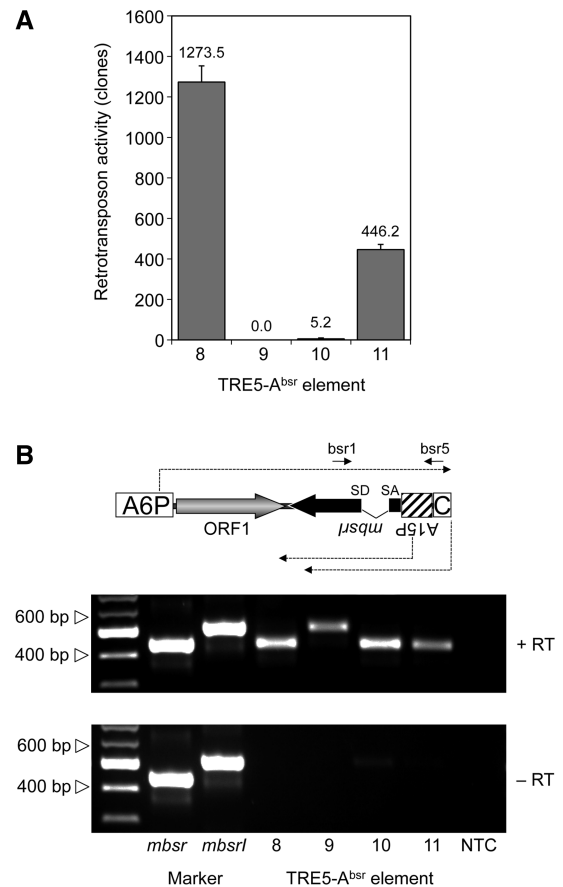 A
Retrotransposon activity (clones)
1600
1400
1200
1000
800
600
400
200
0
1273.5
0.0
5.2
446.2
8 9 10 11
TRE5-Absr element
B
bsr1 bsr5
A6P ORF1 mbsrI SD SA A15P C
600 bp
400 bp
+ RT
600 bp
400 bp
– RT
mbsr mbsrI 8 9 10 11 NTC
Marker TRE5-Absr element